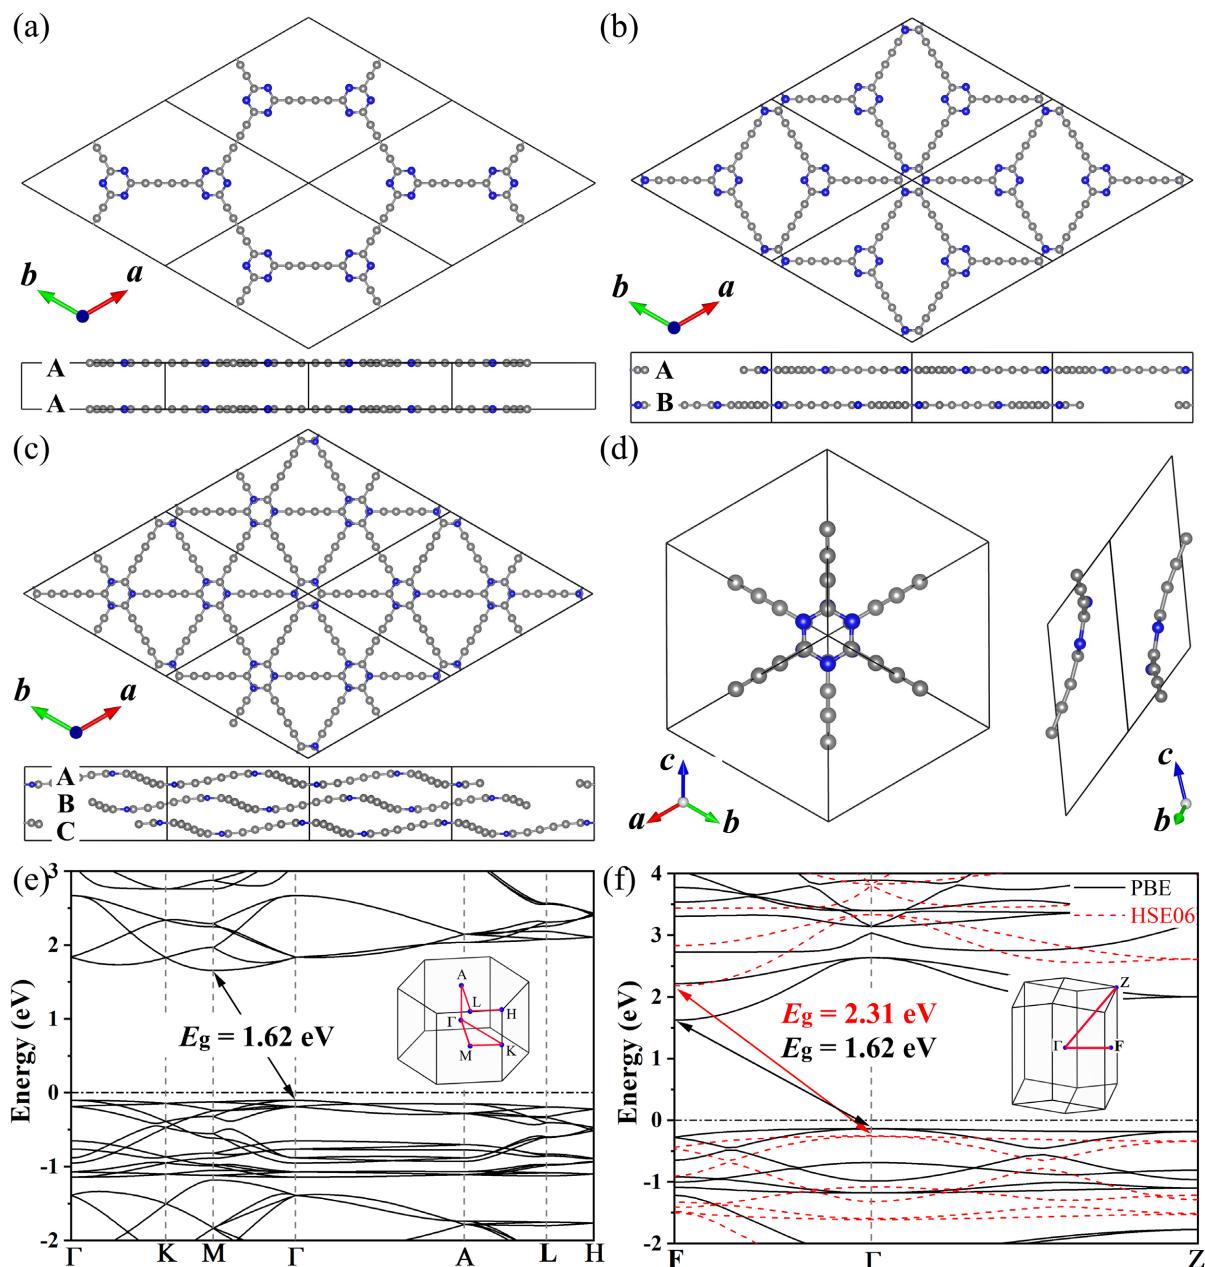 (a)
b
a
A
A
(b)
b
a
A
B
(c)
b
a
A
B
C
(d)
c
a
b
c
b
(e)
3
2
1
0
-1
-2
Energy (eV)
Eg = 1.62 eV
A
L
H
Γ
M
K
Γ
K
M
Γ
A
L
H
(f)
4
3
2
1
0
-1
-2
Energy (eV)
PBE
HSE06
Eg = 2.31 eV
Eg = 1.62 eV
Z
Γ
F
F
Γ
Z